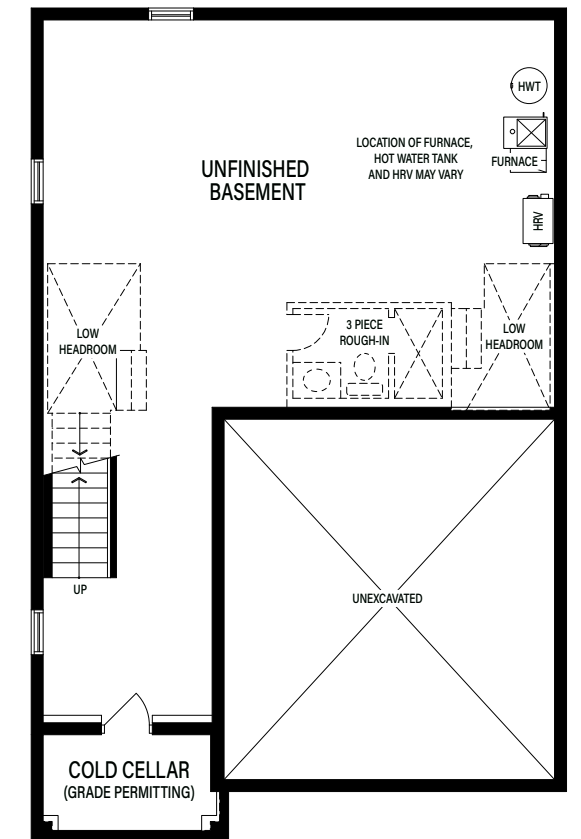 HWT
LOCATION OF FURNACE,
HOT WATER TANK
AND HRV MAY VARY
FURNACE
UNFINISHED
BASEMENT
HRV
LOW
HEADROOM
3 PIECE
ROUGH-IN
LOW
HEADROOM
UP
UNEXCAVATED
COLD CELLAR
(GRADE PERMITTING)